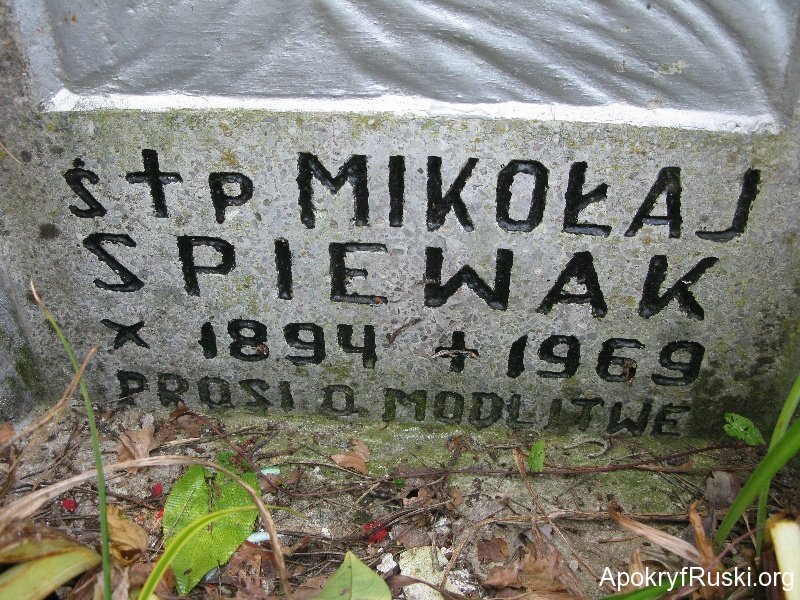 ś † p MIKOŁAJ
SPIEWAK
× 1894 + 1969
PROSI O MODLITWE
ApokryfRuski.org